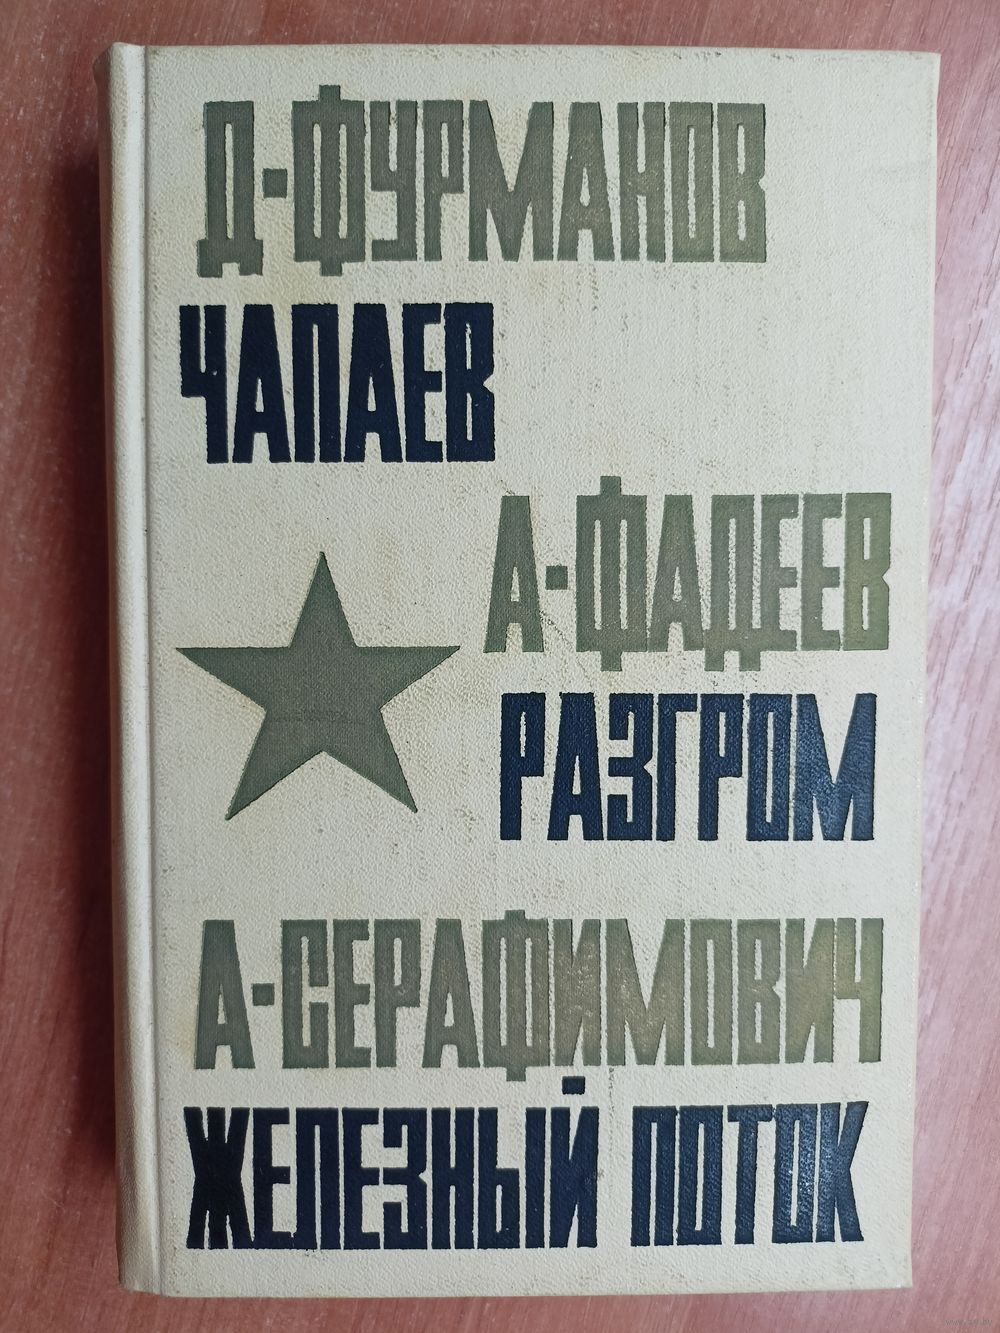 Д·ФУРМАНОВ
ЧАПАЕВ
А·ФАДЕЕВ
РАЗГРОМ
А·СЕРАФИМОВИЧ
ЖЕЛЕЗНЫЙ ПОТОК